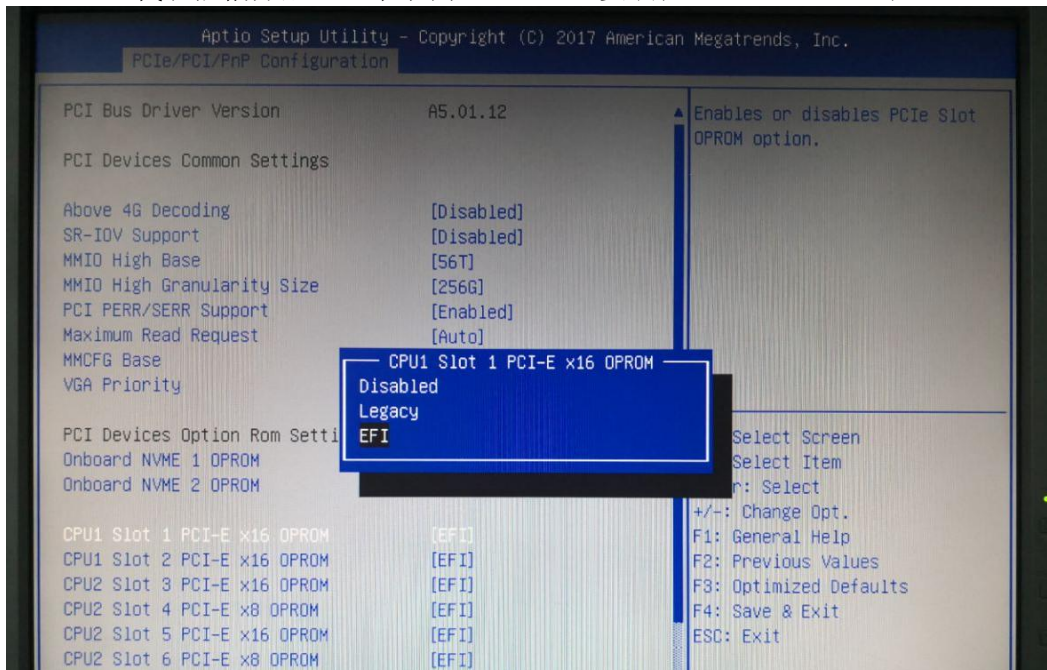 Aptio Setup Utility - Copyright (C) 2017 American Megatrends, Inc.
PCIe/PCI/PnP Configuration
PCI Bus Driver Version A5.01.12
PCI Devices Common Settings
Above 4G Decoding [Disabled]
SR-IOV Support [Disabled]
MMIO High Base [56T]
MMIO High Granularity Size [256G]
PCI PERR/SERR Support [Enabled]
Maximum Read Request [Auto]
MMCFG Base
VGA Priority
PCI Devices Option Rom Setti
Onboard NVME 1 OPROM
Onboard NVME 2 OPROM
CPU1 Slot 1 PCI-E x16 OPROM [EFI]
CPU1 Slot 2 PCI-E x16 OPROM [EFI]
CPU2 Slot 3 PCI-E x16 OPROM [EFI]
CPU2 Slot 4 PCI-E x8 OPROM [EFI]
CPU2 Slot 5 PCI-E x16 OPROM [EFI]
CPU2 Slot 6 PCI-E x8 OPROM [EFI]
CPU1 Slot 1 PCI-E x16 OPROM
Disabled
Legacy
EFI
Enables or disables PCIe Slot
OPROM option.
Select Screen
Select Item
r: Select
+/-: Change Opt.
F1: General Help
F2: Previous Values
F3: Optimized Defaults
F4: Save & Exit
ESC: Exit